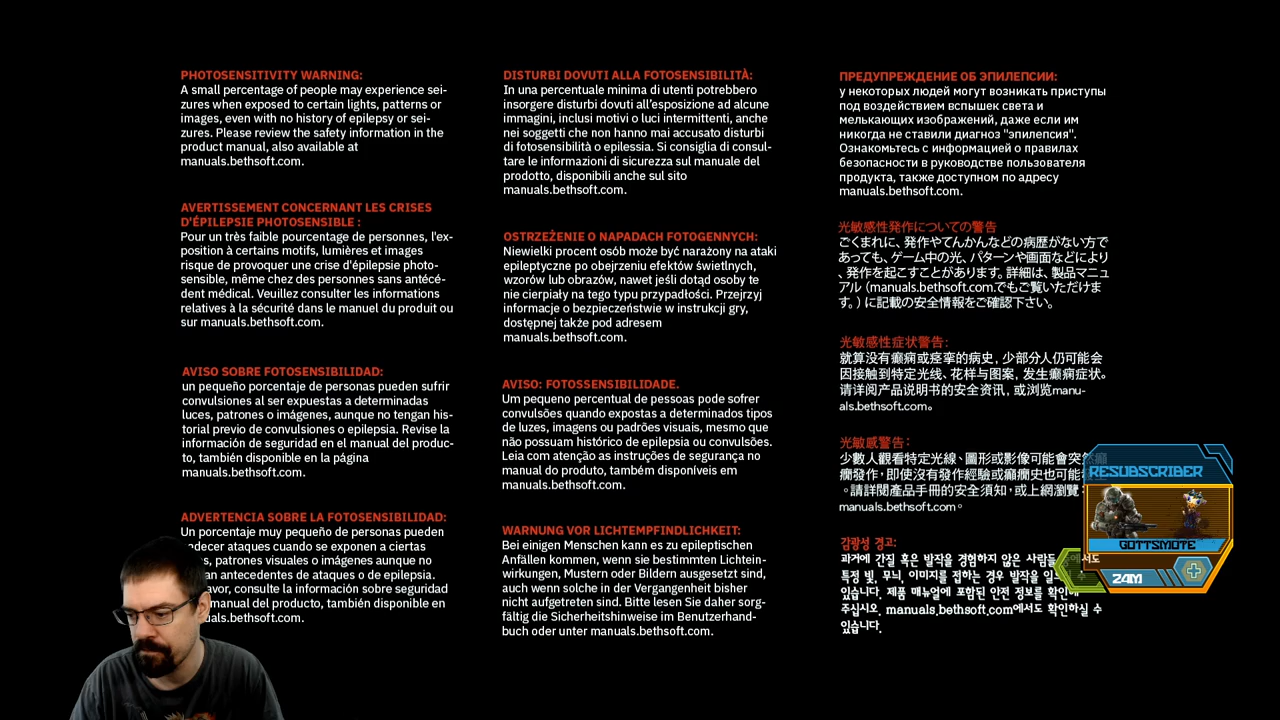 PHOTOSENSITIVITY WARNING:
A small percentage of people may experience sei-
zures when exposed to certain lights, patterns or
images, even with no history of epilepsy or sei-
zures. Please review the safety information in the
product manual, also available at
manuals.bethsoft.com.
AVERTISSEMENT CONCERNANT LES CRISES
D'ÉPILEPSIE PHOTOSENSIBLE :
Pour un très faible pourcentage de personnes, l'ex-
position à certains motifs, lumières et images
risque de provoquer une crise d'épilepsie photo-
sensible, même chez des personnes sans antécé-
dent médical. Veuillez consulter les informations
relatives à la sécurité dans le manuel du produit ou
sur manuals.bethsoft.com.
AVISO SOBRE FOTOSENSIBILIDAD:
un pequeño porcentaje de personas pueden sufrir
convulsiones al ser expuestas a determinadas
luces, patrones o imágenes, aunque no tengan his-
torial previo de convulsiones o epilepsia. Revise la
información de seguridad en el manual del produc-
to, también disponible en la página
manuals.bethsoft.com.
ADVERTENCIA SOBRE LA FOTOSENSIBILIDAD:
Un porcentaje muy pequeño de personas pueden
padecer ataques cuando se exponen a ciertas
patrones visuales o imágenes aunque no
antecedentes de ataques o de epilepsia.
favor, consulte la información sobre seguridad
manual del producto, también disponible en
DISTURBI DOVUTI ALLA FOTOSENSIBILITÀ:
In una percentuale minima di utenti potrebbero
insorgere disturbi dovuti all'esposizione ad alcune
immagini, inclusi motivi o luci intermittenti, anche
nei soggetti che non hanno mai accusato disturbi
di fotosensibilità o epilessia. Si consiglia di consul-
tare le informazioni di sicurezza sul manuale del
prodotto, disponibili anche sul sito
manuals.bethsoft.com.
OSTRZEŻENIE O NAPADACH FOTOGENNYCH:
Niewielki procent osób może być narażony na ataki
epileptyczne po obejrzeniu efektów świetlnych,
wzorów lub obrazów, nawet jeśli dotąd osoby te
nie cierpiały na tego typu przypadłości. Przejrzyj
informacje o bezpieczeństwie w instrukcji gry,
dostępnej także pod adresem
manuals.bethsoft.com.
AVISO: FOTOSSENSIBILIDADE.
Um pequeno percentual de pessoas pode sofrer
convulsões quando expostas a determinados tipos
de luzes, imagens ou padrões visuais, mesmo que
não possuam histórico de epilepsia ou convulsões.
Leia com atenção as instruções de segurança no
manual do produto, também disponíveis em
manuals.bethsoft.com.
WARNUNG VOR LICHTEMPFINDLICHKEIT:
Bei einigen Menschen kann es zu epileptischen
Anfällen kommen, wenn sie bestimmten Lichtein-
wirkungen, Mustern oder Bildern ausgesetzt sind,
auch wenn solche in der Vergangenheit bisher
nicht aufgetreten sind. Bitte lesen Sie daher sorg-
fältig die Sicherheitshinweise im Benutzerhand-
buch oder unter manuals.bethsoft.com.
ПРЕДУПРЕЖДЕНИЕ ОБ ЭПИЛЕПСИИ:
у некоторых людей могут возникать приступы
под воздействием вспышек света и
мелькающих изображений, даже если им
никогда не ставили диагноз "эпилепсия".
Ознакомьтесь с информацией о правилах
безопасности в руководстве пользователя
продукта, также доступном по адресу
manuals.bethsoft.com.
光敏感性発作についての警告
ごくまれに、発作やてんかんなどの病歴がない方で
あっても、ゲーム中の光、パターンや画面などにより
、発作を起こすことがあります。詳細は、製品マニュ
アル（manuals.bethsoft.comでもご覧いただけま
す。）に記載の安全情報をご確認下さい。
光敏感性症状警告：
就算没有癫痫或痉挛的病史，少部分人仍可能会
因接触到特定光线、花样与图案，发生癫痫症状。
请详阅产品说明书的安全资讯，或浏览manu-
als.bethsoft.com。
光敏感警告：
少數人觀看特定光線、圖形或影像可能會突然癲
癇發作，即使沒有發作經驗或癲癇史也可能
。請詳閱產品手冊的安全須知，或上網瀏覽
manuals.bethsoft.com。
감광성 경고:
과거에 간질 혹은 발작을 경험하지 않은 사람들
특정 빛, 무늬, 이미지를 접하는 경우 발작을
있습니다. 제품 매뉴얼에 포함된 안전 정보를
주십시오. manuals.bethsoft.com에서도 확인하실 수
있습니다.
RESUBSCRIBER
GOTTSMOTE
24M